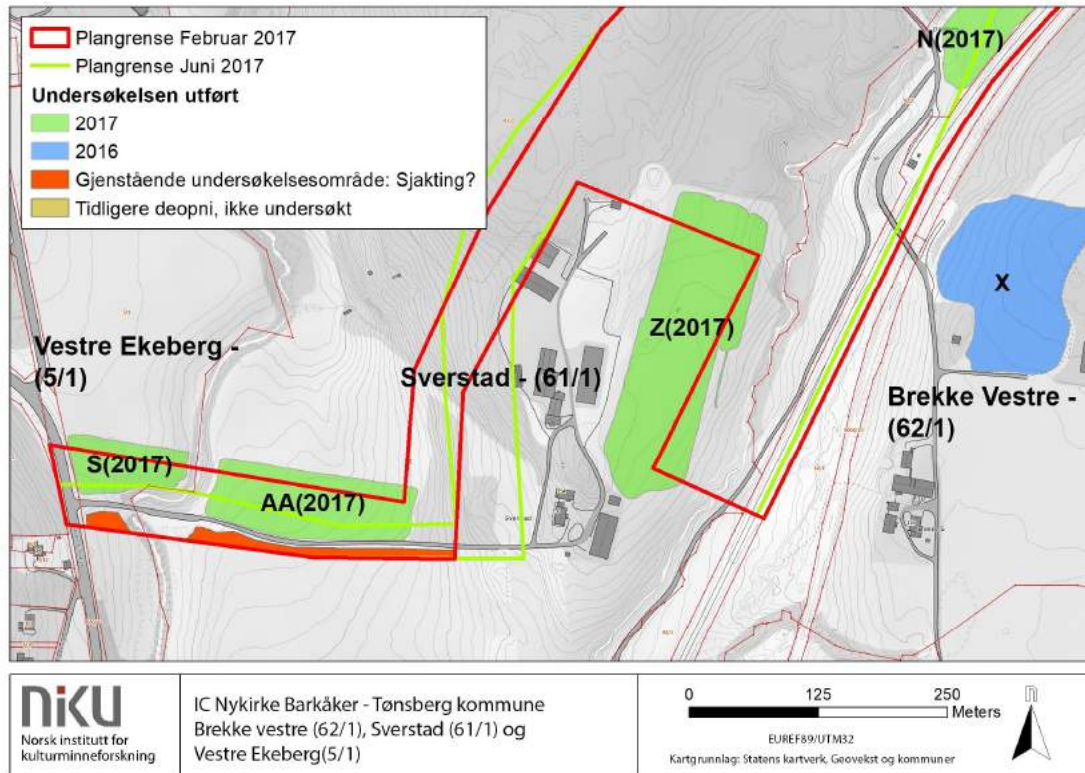 Plangrense Februar 2017
Plangrense Juni 2017
Undersøkelsen utført
2017
2016
Gjenstående undersøkelsesområde: Sjakting?
Tidligere deopni, ikke undersøkt
N(2017)
X
Z(2017)
Vestre Ekeberg -
(5/1)
Sverstad - (61/1)
Brekke Vestre -
(62/1)
S(2017)
AA(2017)
Sverstad
niku
Norsk institutt for
kulturminneforskning
IC Nykirke Barkåker - Tønsberg kommune
Brekke vestre (62/1), Sverstad (61/1) og
Vestre Ekeberg(5/1)
0 125 250
Meters
EUREF89/UTM32
Kartgrunnlag: Statens kartverk, Geovekst og kommuner